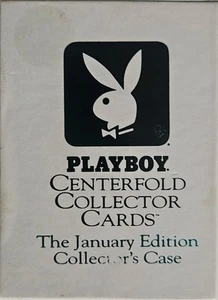 PLAYBOY.
CENTERFOLD
COLLECTOR
CARDS™
The January Edition
Collector's Case